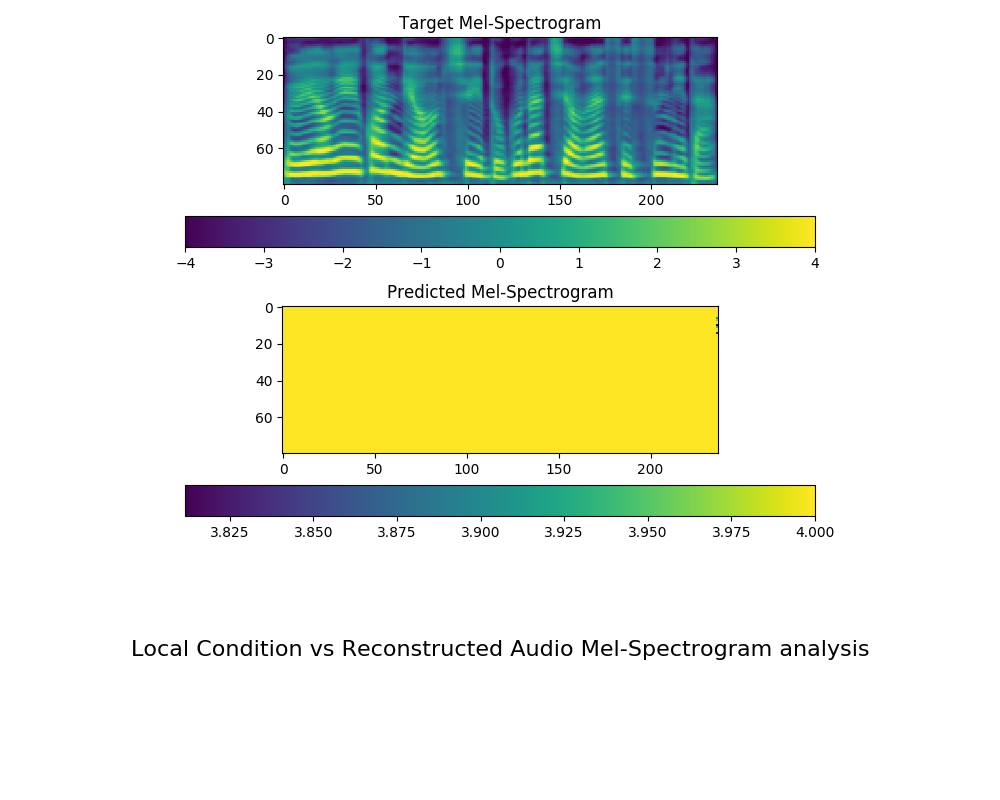 Target Mel-Spectrogram
0
20
40
60
0 50 100 150 200
−4 −3 −2 −1 0 1 2 3 4
Predicted Mel-Spectrogram
0
20
40
60
0 50 100 150 200
3.825 3.850 3.875 3.900 3.925 3.950 3.975 4.000
Local Condition vs Reconstructed Audio Mel-Spectrogram analysis